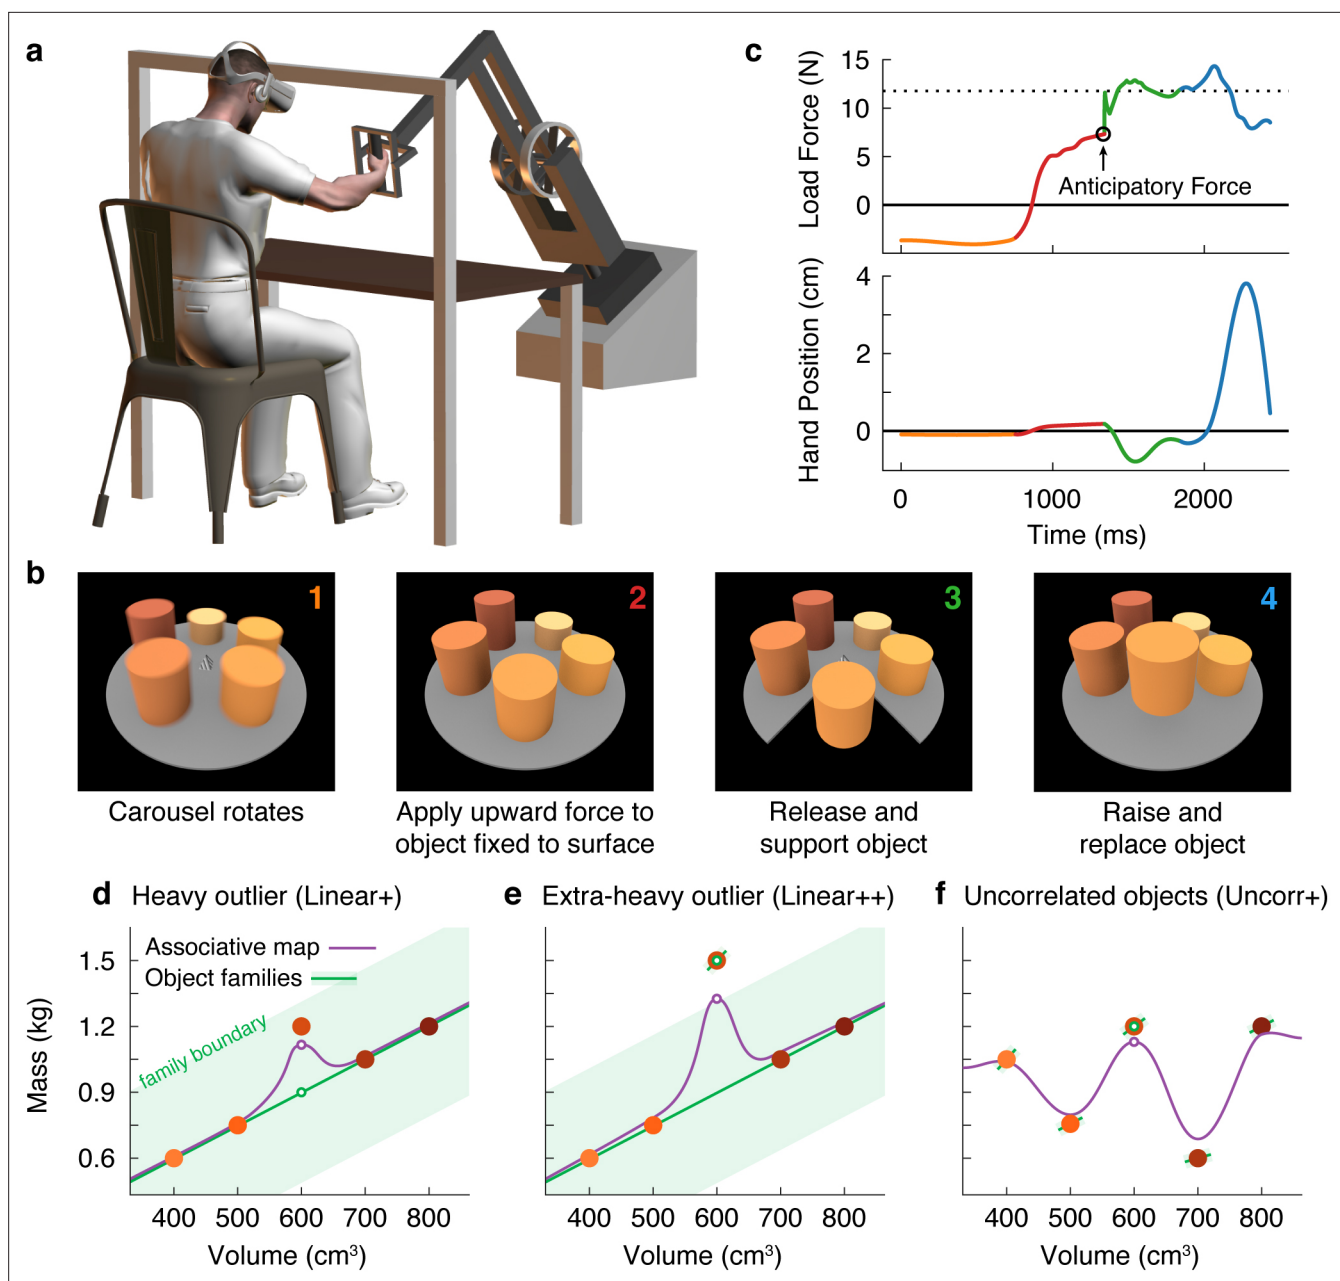 a
c
Load Force (N)
15
10
5
0
Anticipatory Force
Hand Position (cm)
4
2
0
0 1000 2000
Time (ms)
b
1
2
3
4
Carousel rotates
Apply upward force to
object fixed to surface
Release and
support object
Raise and
replace object
d Heavy outlier (Linear+)
Associative map
Object families
family boundary
Mass (kg)
1.5
1.2
0.9
0.6
400 500 600 700 800
Volume (cm³)
e Extra-heavy outlier (Linear++)
400 500 600 700 800
Volume (cm³)
f Uncorrelated objects (Uncorr+)
400 500 600 700 800
Volume (cm³)